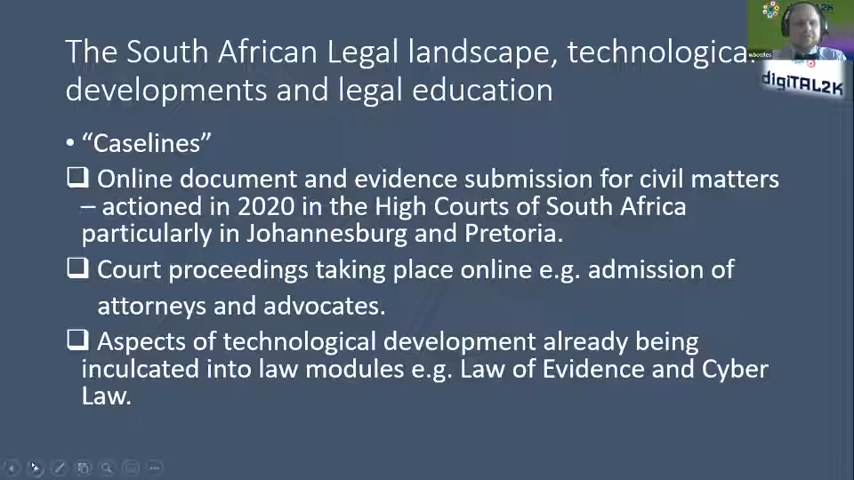 The South African Legal landscape, technological
developments and legal education
• “Caselines”
❑ Online document and evidence submission for civil matters
– actioned in 2020 in the High Courts of South Africa
particularly in Johannesburg and Pretoria.
❑ Court proceedings taking place online e.g. admission of
attorneys and advocates.
❑ Aspects of technological development already being
inculcated into law modules e.g. Law of Evidence and Cyber
Law.
digiTAL2K